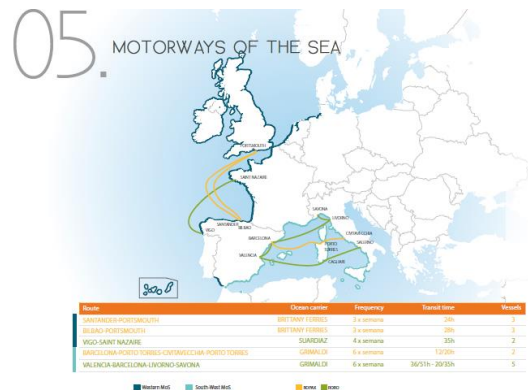 05. MOTORWAYS OF THE SEA
PORTSMOUTH
SAINT NAZAIRE
SANTANDER
BILBAO
VIGO
SAVONA
LIVORNO
BARCELONA
CIVITAVECCHIA
PORTO TORRES
SALERNO
VALENCIA
CAGLIARI
Route Ocean carrier Frequency Transit time Vessels
SANTANDER-PORTSMOUTH BRITTANY FERRIES 3 x semana 24h 3
BILBAO-PORTSMOUTH BRITTANY FERRIES 3 x semana 28h 3
VIGO-SAINT NAZAIRE SUARDIAZ 4 x semana 35h 2
BARCELONA-PORTO TORRES-CIVITAVECCHIA-PORTO TORRES GRIMALDI 6 x semana 12/20h 2
VALENCIA-BARCELONA-LIVORNO-SAVONA GRIMALDI 6 x semana 36/51h - 20/35h 5
Western MoS South-West MoS ROPAX RORO